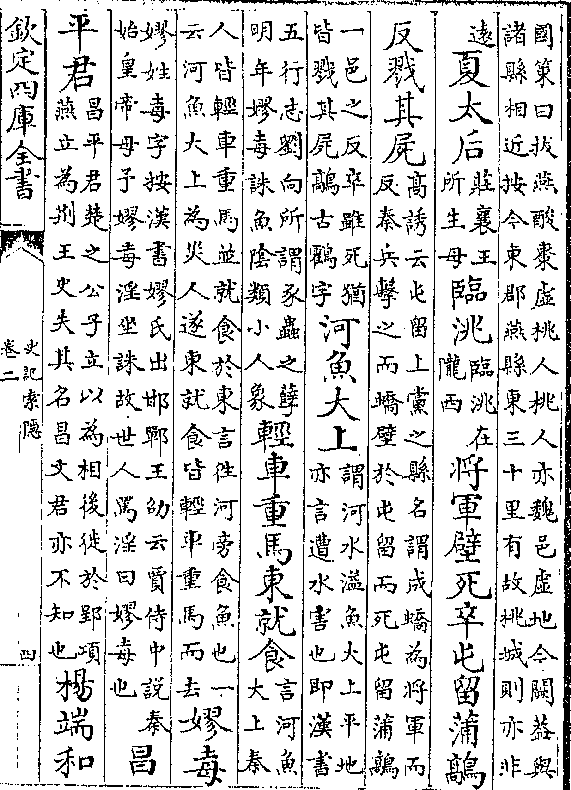 國策曰拔燕酸棗虛桃人桃人亦魏邑虛地今闕葢與
諸縣相近按今東郡燕縣東三十里有故桃城則亦非
遠
夏太后
莊襄王
所生母
臨洮
臨洮在
隴西
將軍壁死卒屯留蒲鶮
反戮其屍
高誘云屯留上黨之縣名謂成蟜為將軍而
反秦兵擊之而蟜壁於屯留而死屯留蒲鶮
一邑之反卒雖死猶
皆戮其屍鶮古鶴字
河魚大上
謂河水溢魚大上平地
亦言遭水害也即漢書
五行志劉向所謂豕蟲之孽
明年嫪毐誅魚隂類小人象
輕車重馬東就食
言河魚
大上秦
人皆輕車重馬並就食於東言徃河旁食魚也一
云河魚大上為災人遂東就食皆輕車重馬而去
嫪毐
嫪姓毐字按漢書嫪氏出邯鄲王劭云賈侍中說秦
始皇帝母子嫪毐淫坐誅故世人罵淫曰嫪毐也
昌
平君
昌平君楚之公子立以為相後徙於郢項
燕立為荆王史失其名昌文君亦不知也
楊端和
欽定四庫全書
史記索隱
卷二
四